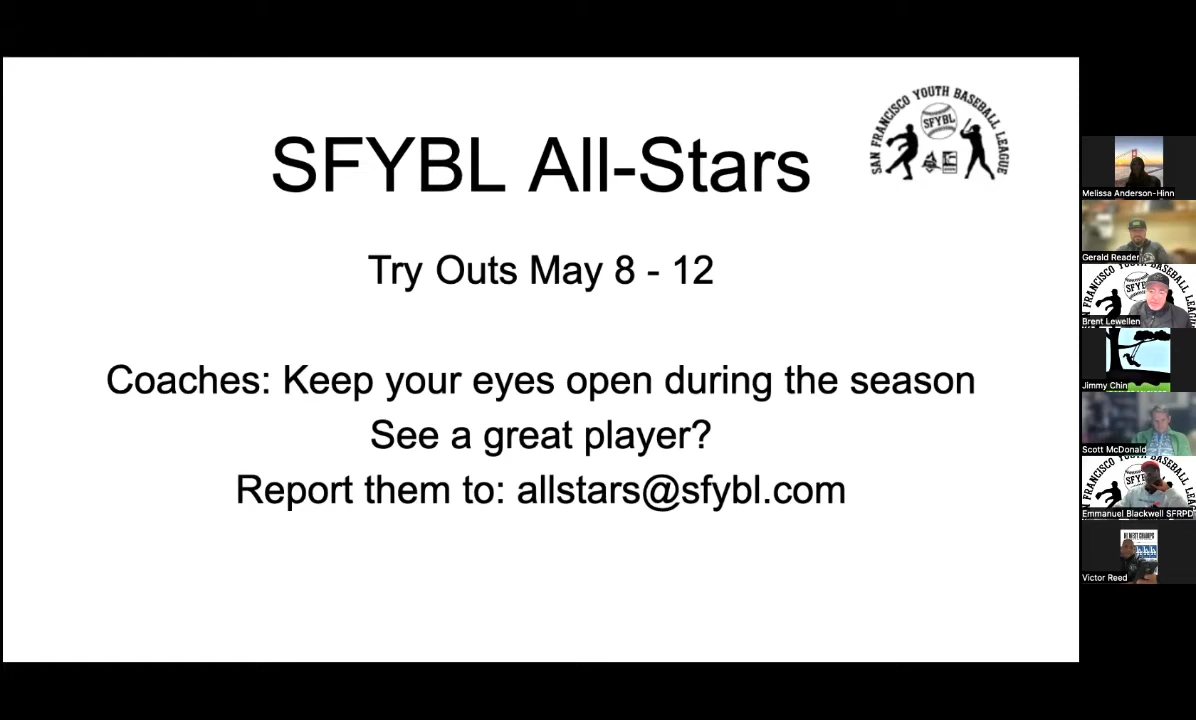 SFYBL All-Stars
SAN FRANCISCO YOUTH BASEBALL LEAGUE
SFYBL
Try Outs May 8 - 12
Coaches: Keep your eyes open during the season
See a great player?
Report them to: allstars@sfybl.com
Melissa Anderson-Hinn
Gerald Reader
Brent Lewellen
Jimmy Chin
Scott McDonald
Emmanuel Blackwell SFRPD
Victor Reed